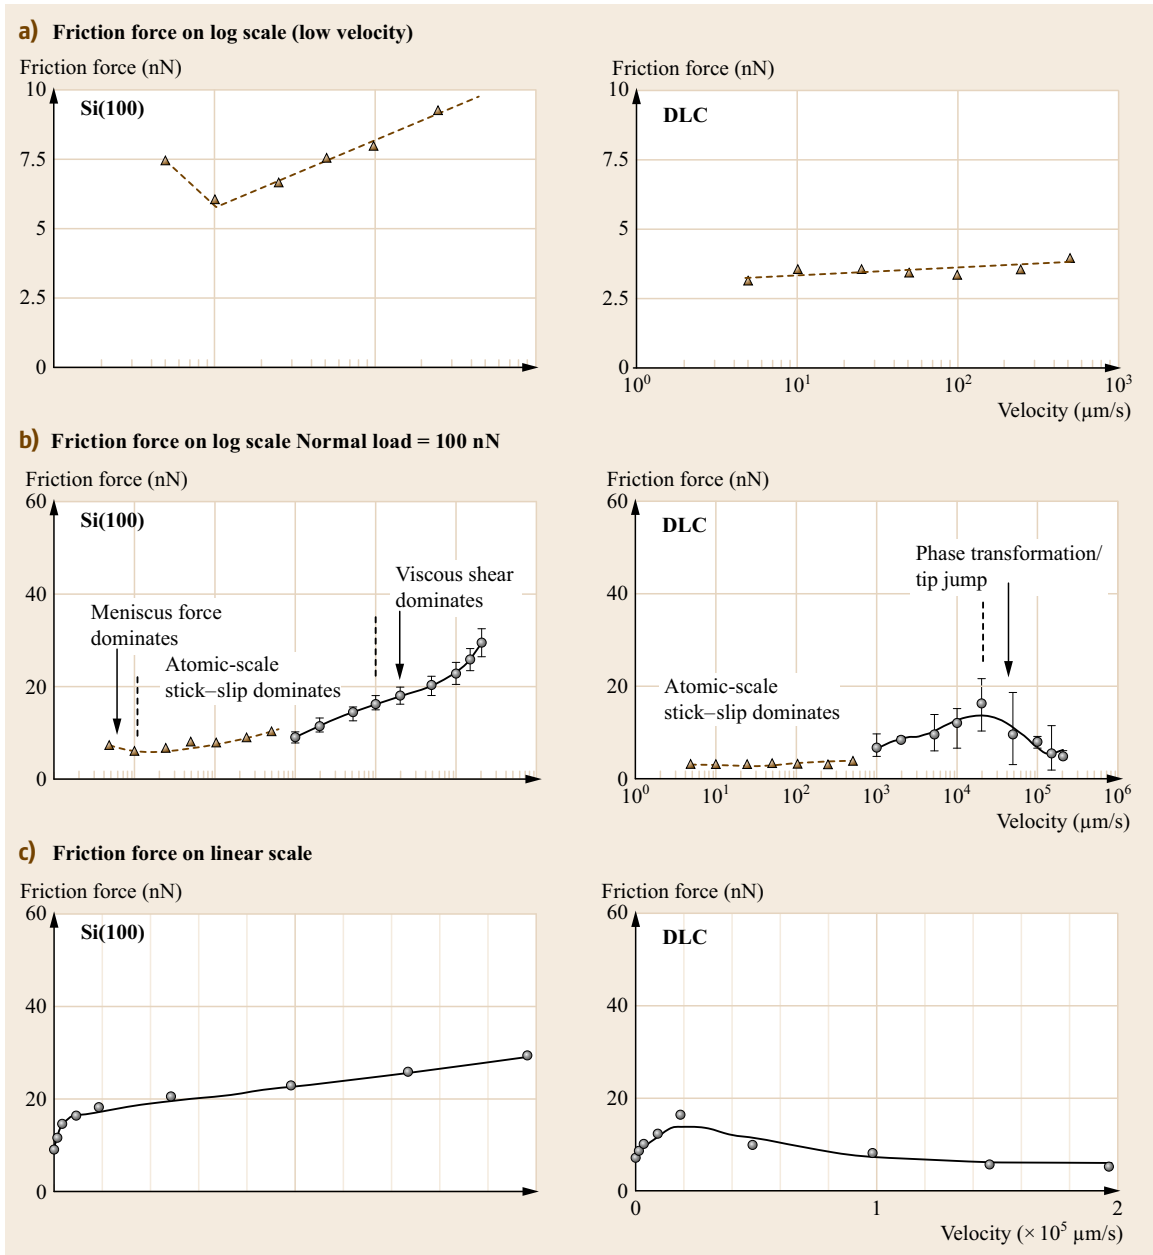 a) Friction force on log scale (low velocity)
Friction force (nN)
10
7.5
5
2.5
0
Si(100)
Friction force (nN)
10
7.5
5
2.5
0
DLC
10⁰ 10¹ 10² 10³
Velocity (µm/s)
b) Friction force on log scale Normal load = 100 nN
Friction force (nN)
60
40
20
0
Si(100)
Meniscus force
dominates
Atomic-scale
stick–slip dominates
Viscous shear
dominates
Friction force (nN)
60
40
20
0
DLC
Phase transformation/
tip jump
Atomic-scale
stick–slip dominates
10⁰ 10¹ 10² 10³ 10⁴ 10⁵ 10⁶
Velocity (µm/s)
c) Friction force on linear scale
Friction force (nN)
60
40
20
0
Si(100)
Friction force (nN)
60
40
20
0
DLC
0 1 2
Velocity (× 10⁵ µm/s)